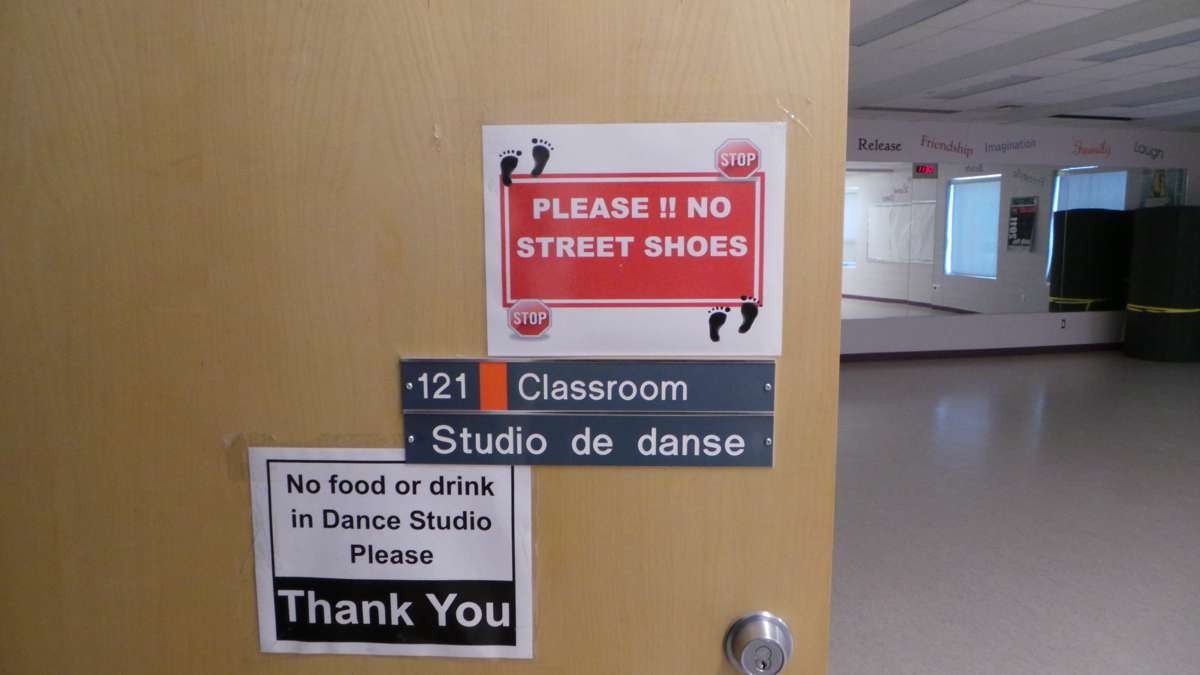 STOP
PLEASE !! NO
STREET SHOES
STOP
121 Classroom
Studio de danse
No food or drink
in Dance Studio
Please
Thank You
Release Friendship Imagination Family Laugh